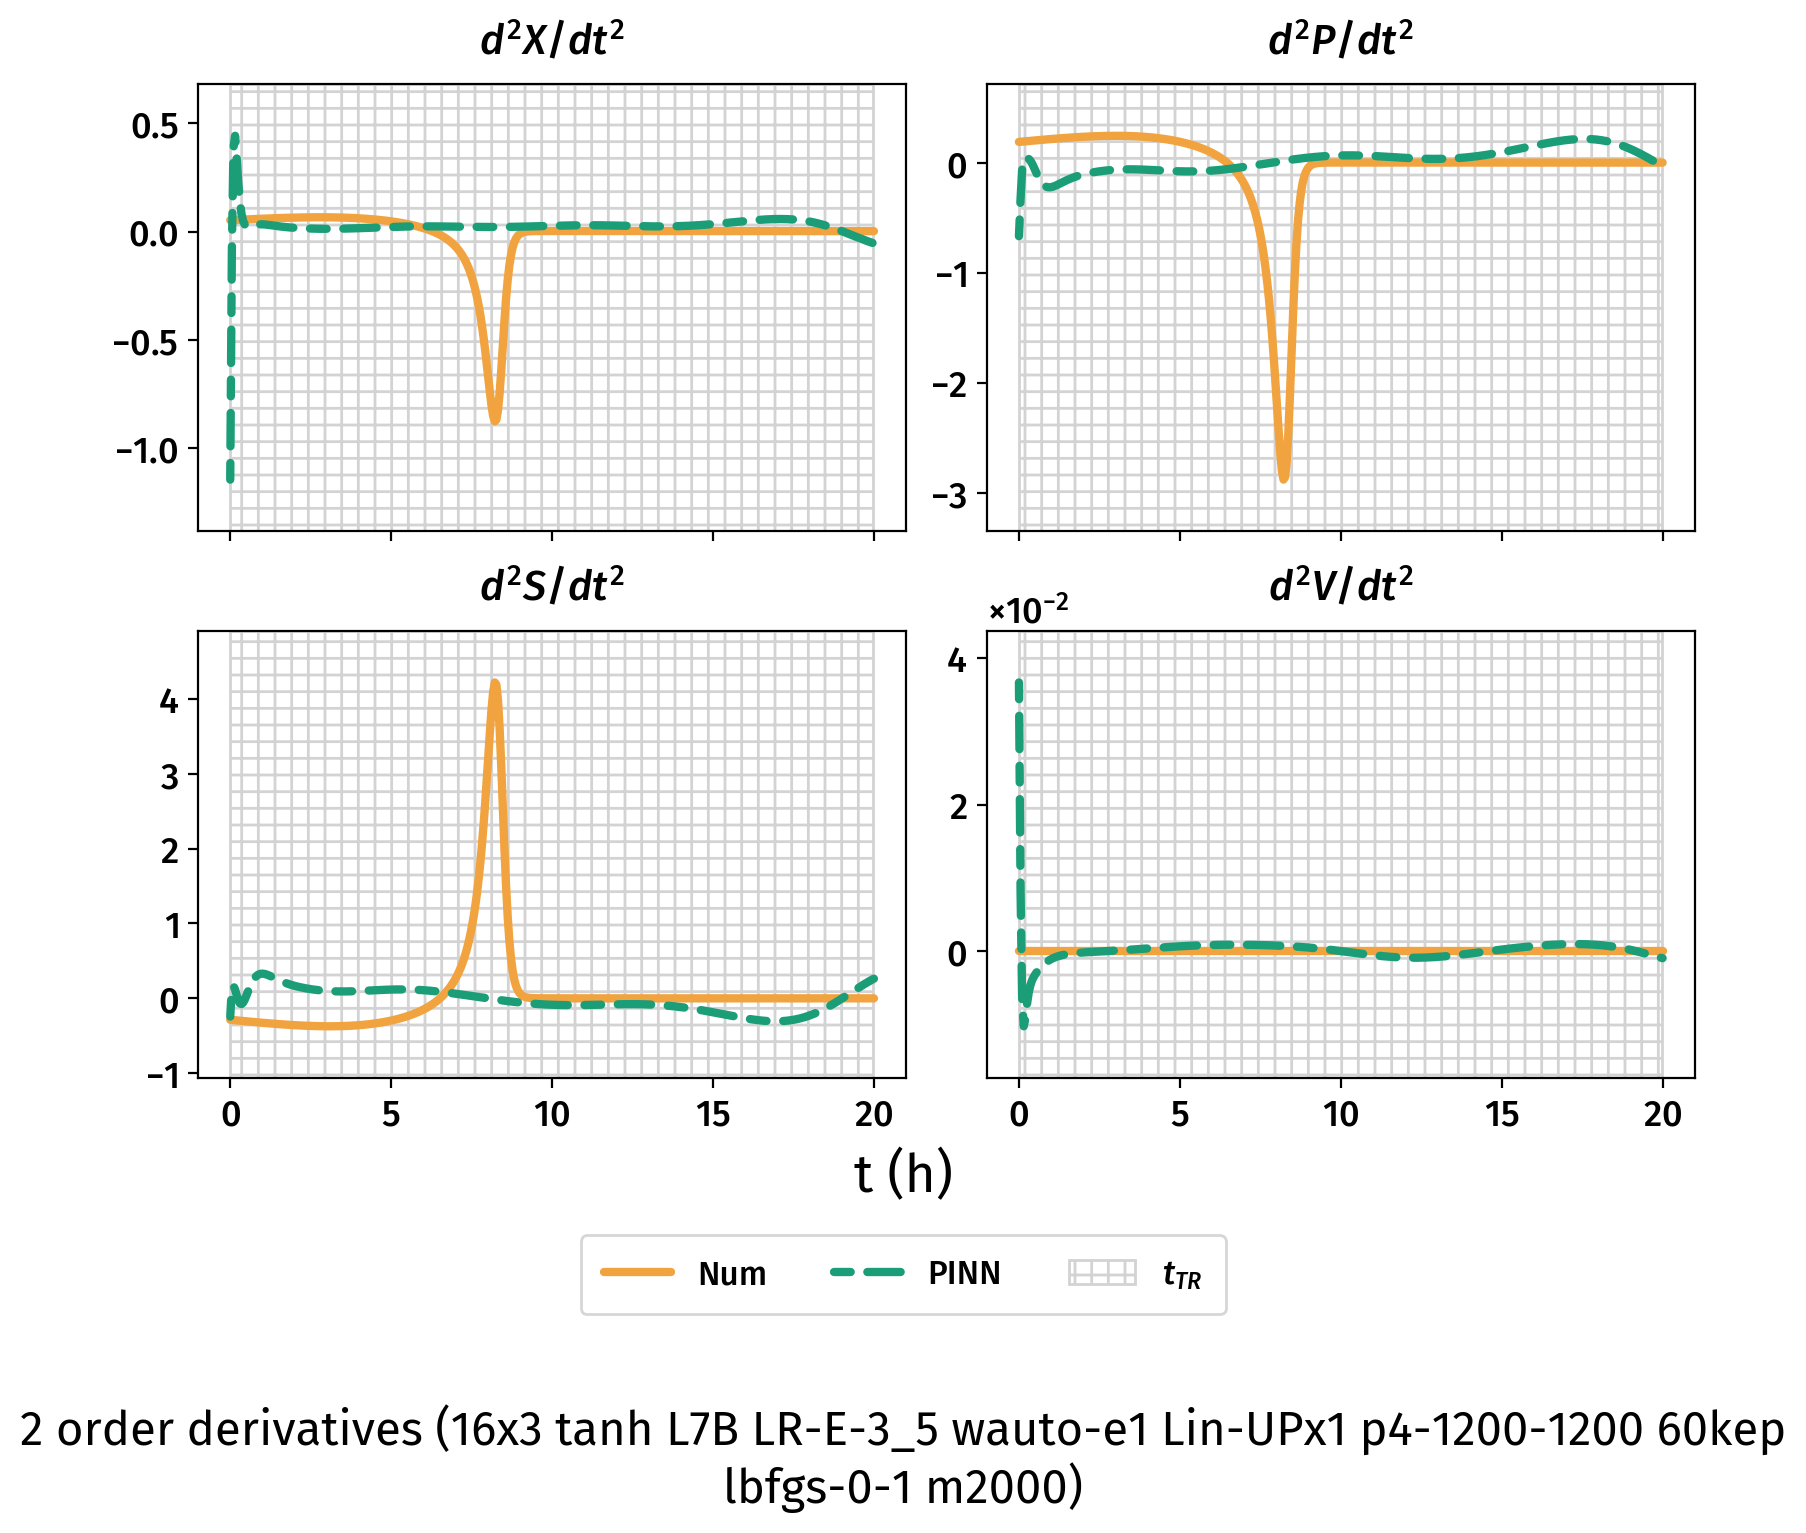 d²X/dt²
d²P/dt²
0.5
0.0
−0.5
−1.0
0
−1
−2
−3
d²S/dt²
d²V/dt²
×10⁻²
4
3
2
1
0
−1
4
2
0
0 5 10 15 20
0 5 10 15 20
t (h)
Num PINN t_TR
2 order derivatives (16x3 tanh L7B LR-E-3_5 wauto-e1 Lin-UPx1 p4-1200-1200 60kep
lbfgs-0-1 m2000)